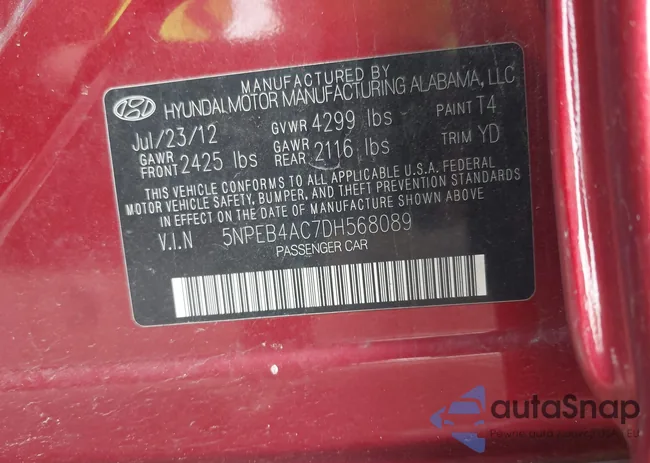 MANUFACTURED BY
HYUNDAI MOTOR MANUFACTURING ALABAMA, LLC
Jul/23/12 GVWR 4299 lbs PAINT T4
GAWR FRONT 2425 lbs GAWR REAR 2116 lbs TRIM YD
THIS VEHICLE CONFORMS TO ALL APPLICABLE U.S.A. FEDERAL
MOTOR VEHICLE SAFETY, BUMPER, AND THEFT PREVENTION STANDARDS
IN EFFECT ON THE DATE OF MANUFACTURE SHOWN ABOVE
V.I.N 5NPEB4AC7DH568089
PASSENGER CAR
autaSnap